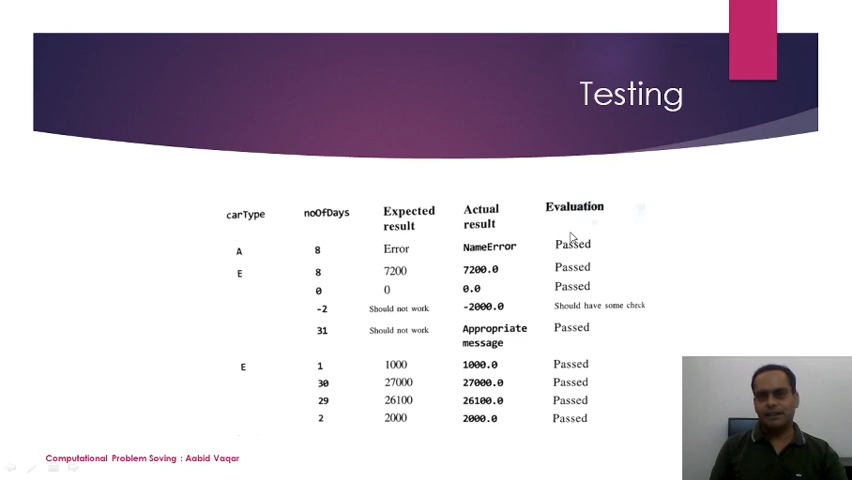 Testing
carType noOfDays Expected result Actual result Evaluation
A 8 Error NameError Passed
E 8 7200 7200.0 Passed
0 0 0.0 Passed
-2 Should not work -2000.0 Should have some check
31 Should not work Appropriate message Passed
E 1 1000 1000.0 Passed
30 27000 27000.0 Passed
29 26100 26100.0 Passed
2 2000 2000.0 Passed
Computational Problem Soving : Aabid Vaqar